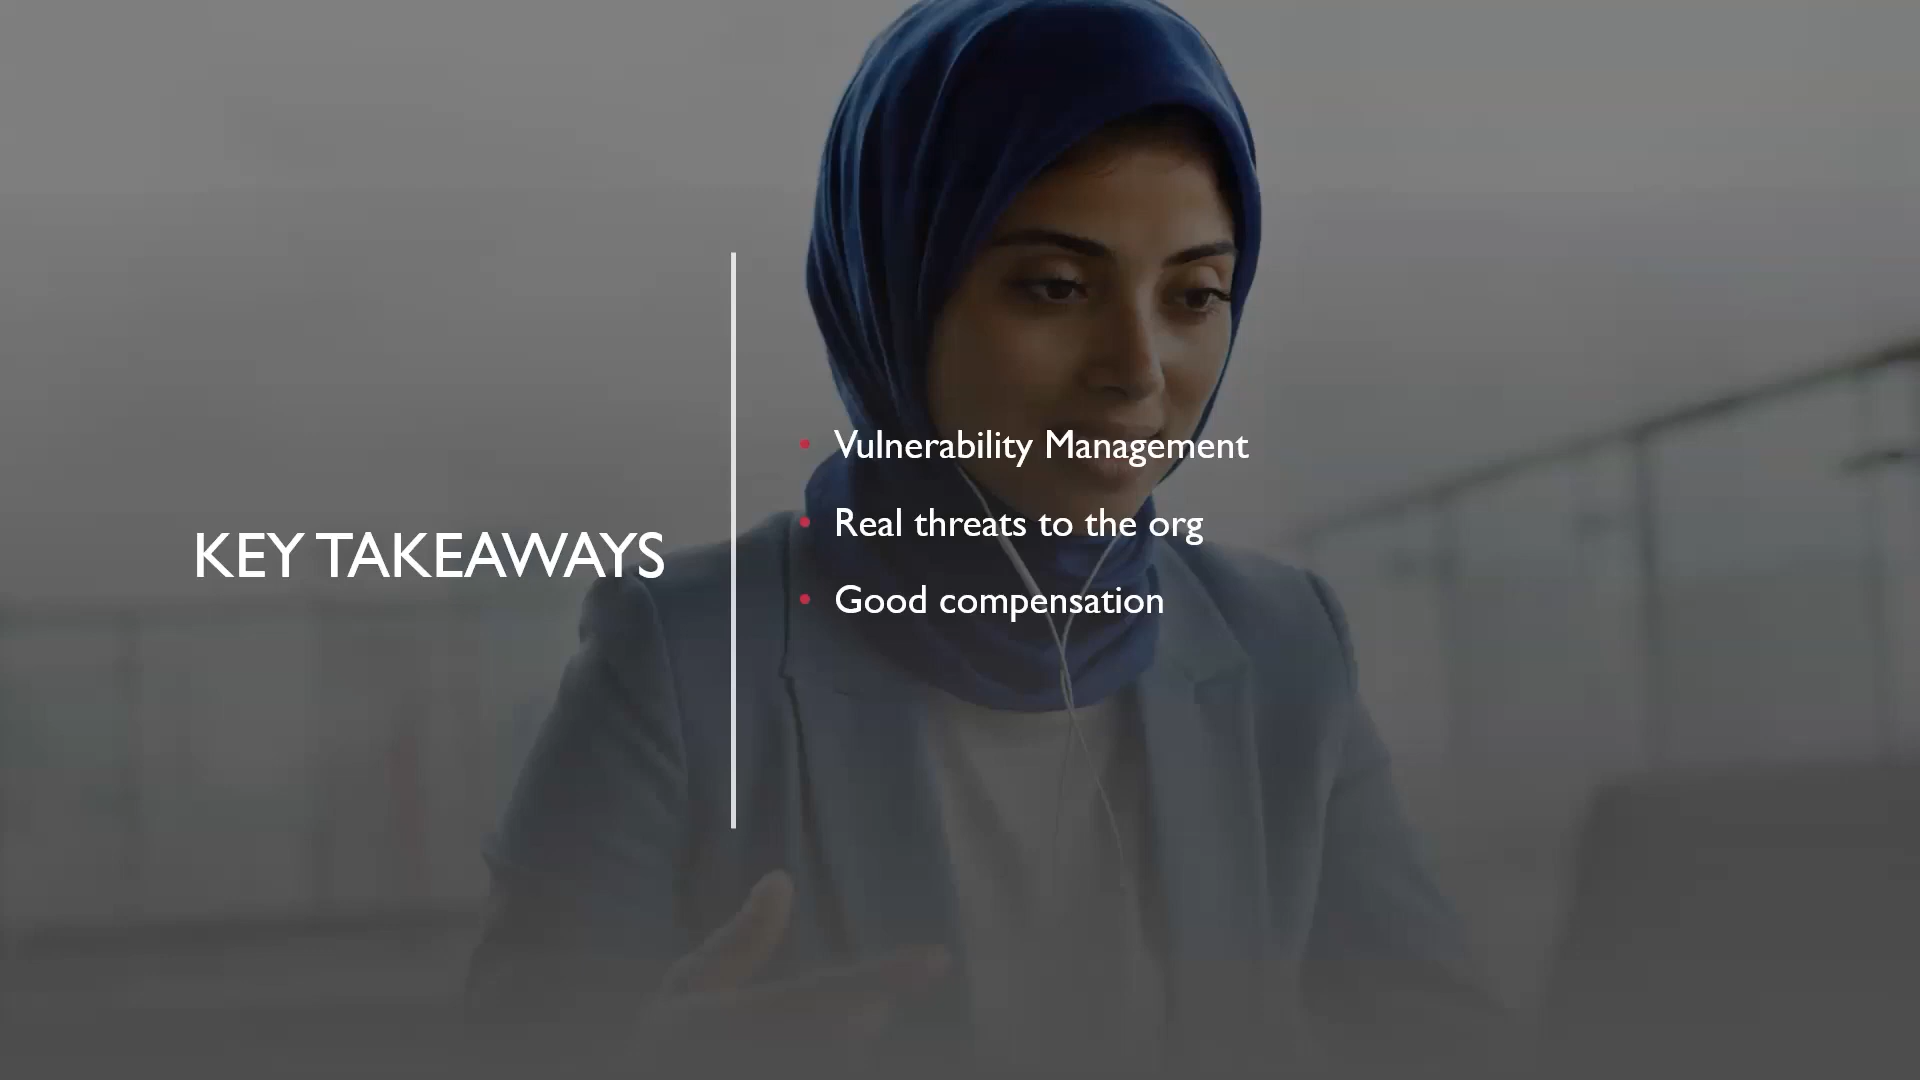 KEY TAKEAWAYS
• Vulnerability Management
• Real threats to the org
• Good compensation